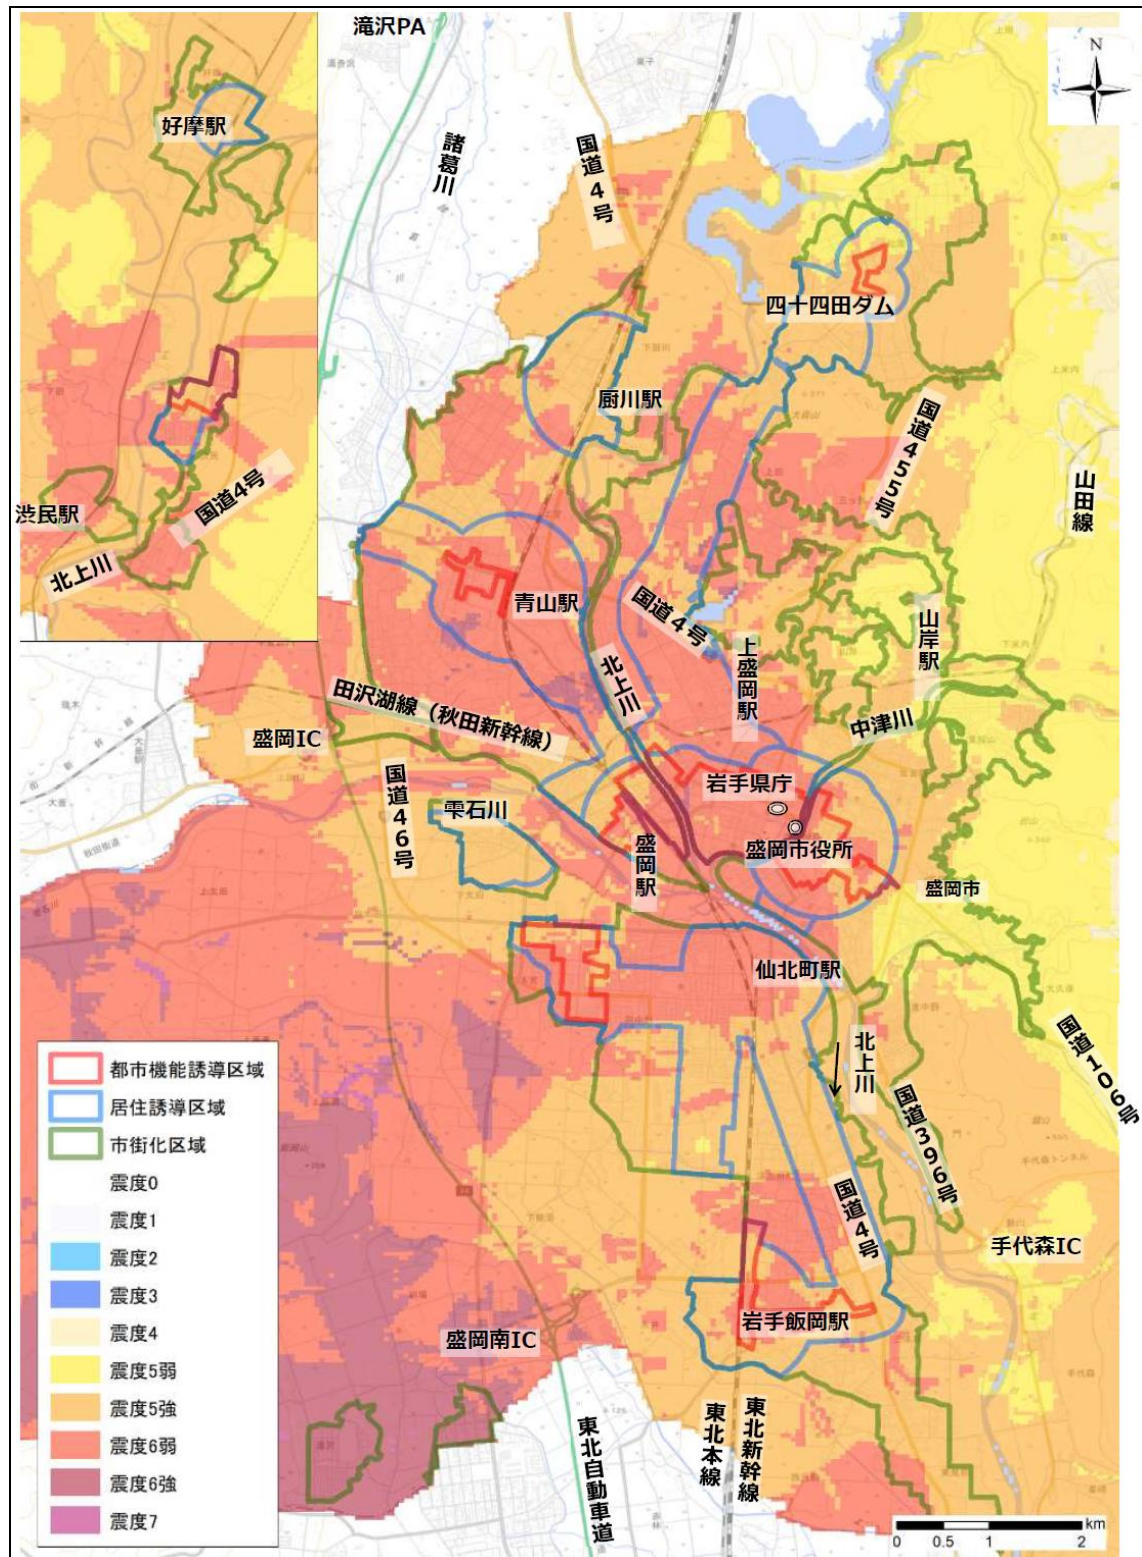 滝沢PA
N
諸葛川
国道4号
好摩駅
四十四田ダム
厨川駅
国道455号
山田線
渋民駅
国道4号
北上川
青山駅
国道4号
上盛岡駅
山岸駅
北上川
田沢湖線（秋田新幹線）
中津川
盛岡IC
岩手県庁
国道46号
雫石川
盛岡駅
盛岡市役所
盛岡市
仙北町駅
国道106号
北上川
国道396号
国道4号
手代森IC
岩手飯岡駅
盛岡南IC
東北自動車道
東北本線
東北新幹線
都市機能誘導区域
居住誘導区域
市街化区域
震度0
震度1
震度2
震度3
震度4
震度5弱
震度5強
震度6弱
震度6強
震度7
km
0 0.5 1 2